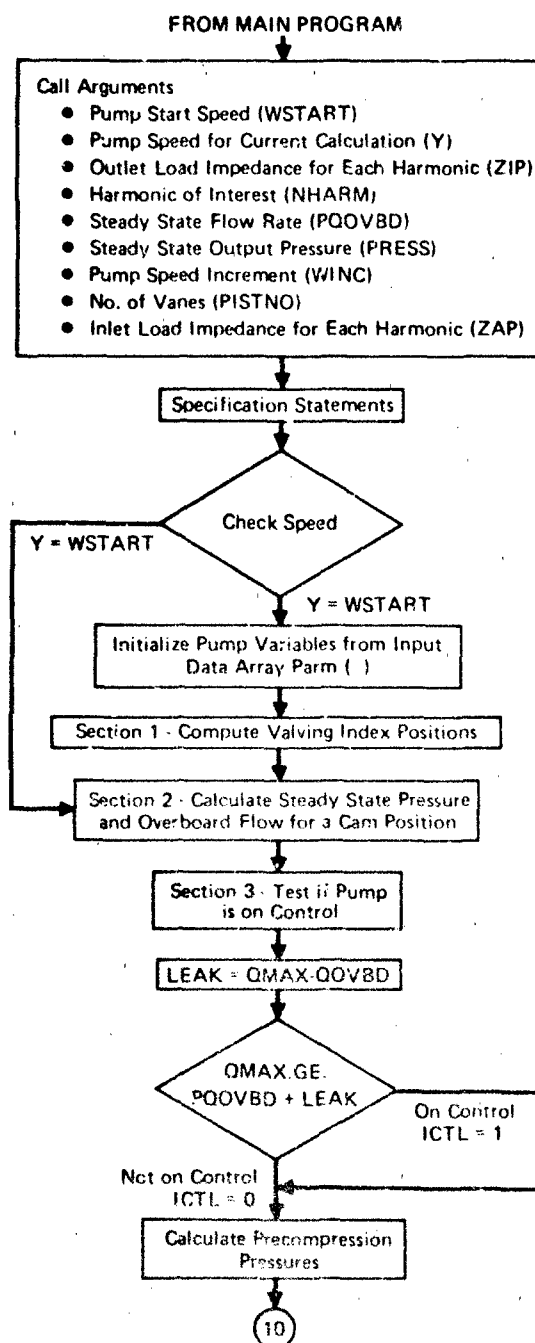 FROM MAIN PROGRAM
Call Arguments
● Pump Start Speed (WSTART)
● Pump Speed for Current Calculation (Y)
● Outlet Load Impedance for Each Harmonic (ZIP)
● Harmonic of Interest (NHARM)
● Steady State Flow Rate (PQOVBD)
● Steady State Output Pressure (PRESS)
● Pump Speed Increment (WINC)
● No. of Vanes (PISTNO)
● Inlet Load Impedance for Each Harmonic (ZAP)
Specification Statements
Check Speed
Y = WSTART
Y = WSTART
Initialize Pump Variables from Input
Data Array Parm ( )
Section 1 - Compute Valving Index Positions
Section 2 - Calculate Steady State Pressure
and Overboard Flow for a Cam Position
Section 3 - Test if Pump
is on Control
LEAK = QMAX-QOVBD
QMAX.GE.
PQOVBD + LEAK
On Control
ICTL = 1
Not on Control
ICTL = 0
Calculate Precompression
Pressures
10